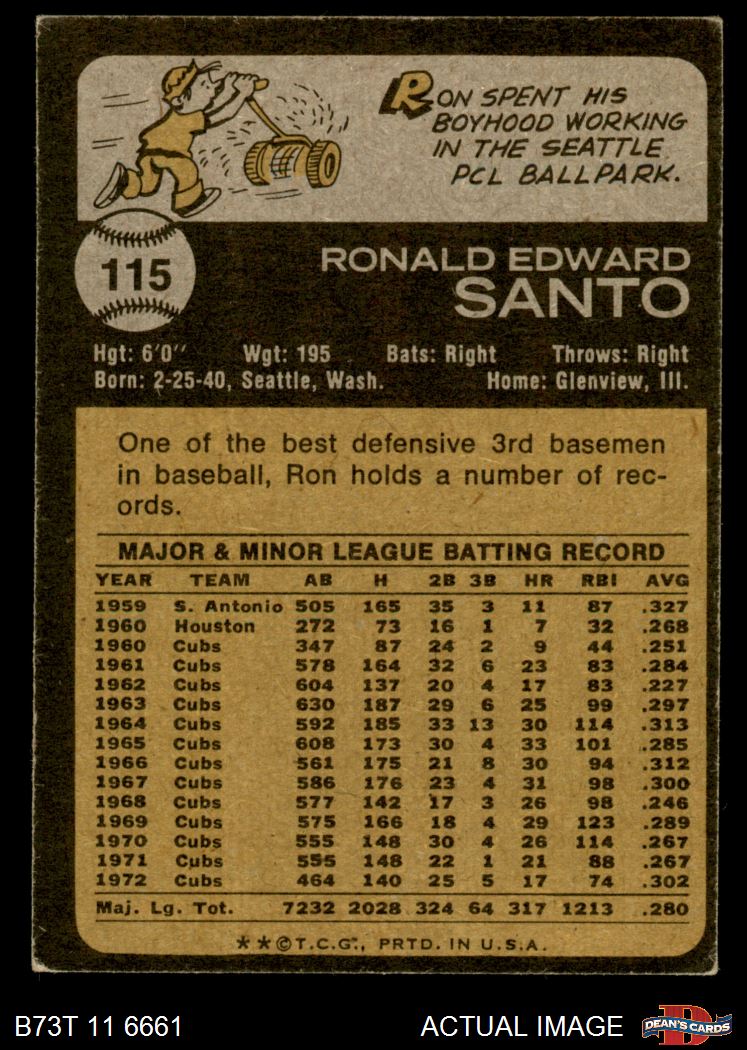 RON SPENT HIS
BOYHOOD WORKING
IN THE SEATTLE
PCL BALLPARK.
115
RONALD EDWARD
SANTO
Hgt: 6'0" Wgt: 195 Bats: Right Throws: Right
Born: 2-25-40, Seattle, Wash. Home: Glenview, Ill.
One of the best defensive 3rd basemen
in baseball, Ron holds a number of rec-
ords.
MAJOR & MINOR LEAGUE BATTING RECORD
YEAR TEAM AB H 2B 3B HR RBI AVG
1959 S. Antonio 505 165 35 3 11 87 .327
1960 Houston 272 73 16 1 7 32 .268
1960 Cubs 347 87 24 2 9 44 .251
1961 Cubs 578 164 32 6 23 83 .284
1962 Cubs 604 137 20 4 17 83 .227
1963 Cubs 630 187 29 6 25 99 .297
1964 Cubs 592 185 33 13 30 114 .313
1965 Cubs 608 173 30 4 33 101 .285
1966 Cubs 561 175 21 8 30 94 .312
1967 Cubs 586 176 23 4 31 98 .300
1968 Cubs 577 142 17 3 26 98 .246
1969 Cubs 575 166 18 4 29 123 .289
1970 Cubs 555 148 30 4 26 114 .267
1971 Cubs 555 148 22 1 21 88 .267
1972 Cubs 464 140 25 5 17 74 .302
Maj. Lg. Tot. 7232 2028 324 64 317 1213 .280
**©T.C.G., PRTD. IN U.S.A.
B73T 11 6661 ACTUAL IMAGE DEAN'S CARDS